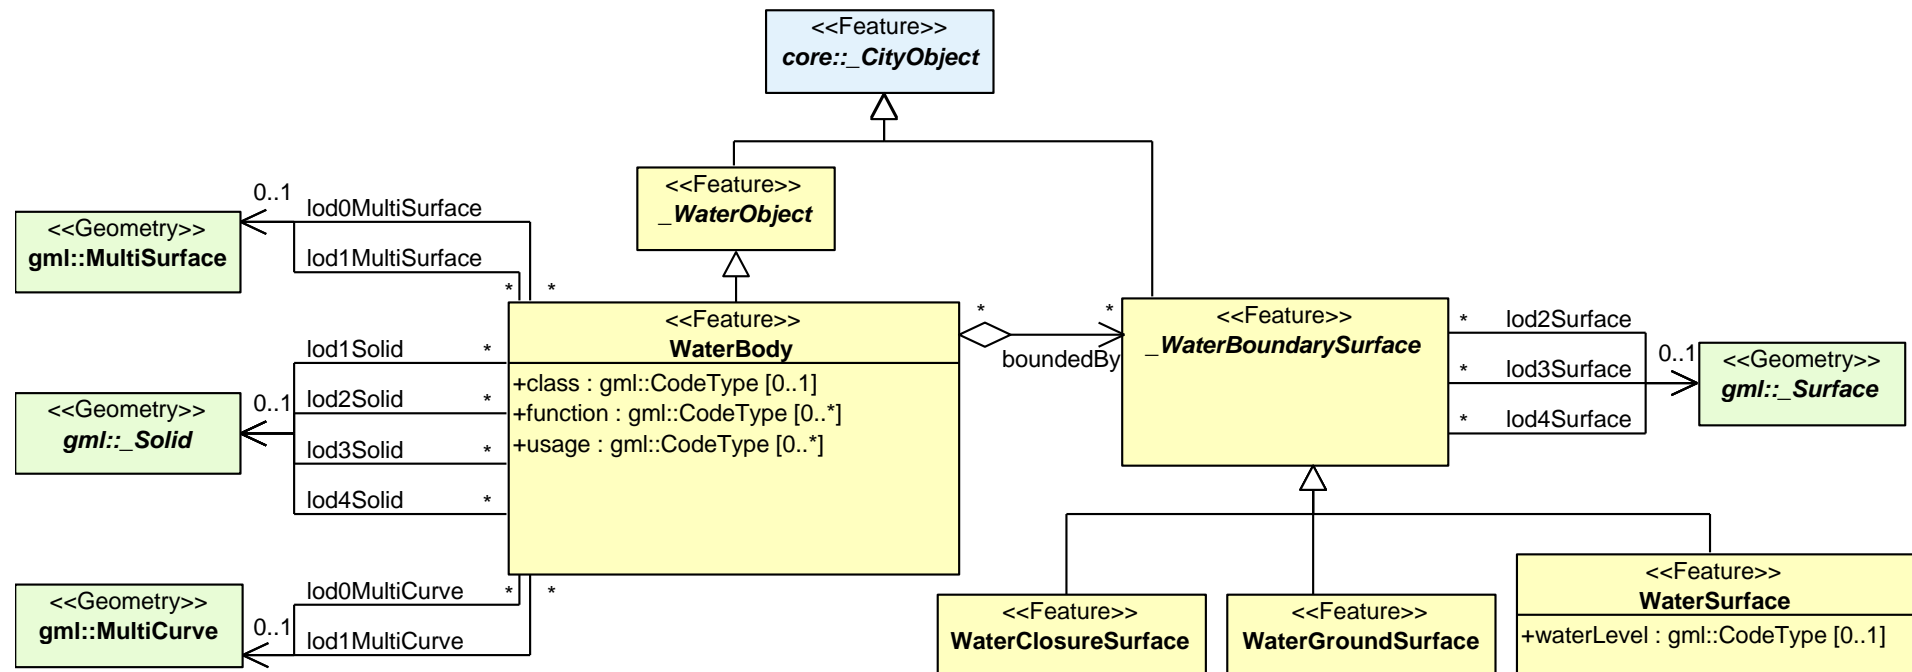 <<Feature>>
core::_CityObject
<<Feature>>
_WaterObject
<<Geometry>>
gml::MultiSurface
0..1
lod0MultiSurface
lod1MultiSurface
* *
<<Feature>>
WaterBody
+class : gml::CodeType [0..1]
+function : gml::CodeType [0..*]
+usage : gml::CodeType [0..*]
* *
boundedBy
<<Feature>>
_WaterBoundarySurface
* lod2Surface
* lod3Surface
* lod4Surface
0..1
<<Geometry>>
gml::_Surface
<<Geometry>>
gml::_Solid
0..1
lod1Solid *
lod2Solid *
lod3Solid *
lod4Solid *
<<Geometry>>
gml::MultiCurve
0..1
lod0MultiCurve * *
lod1MultiCurve
<<Feature>>
WaterClosureSurface
<<Feature>>
WaterGroundSurface
<<Feature>>
WaterSurface
+waterLevel : gml::CodeType [0..1]